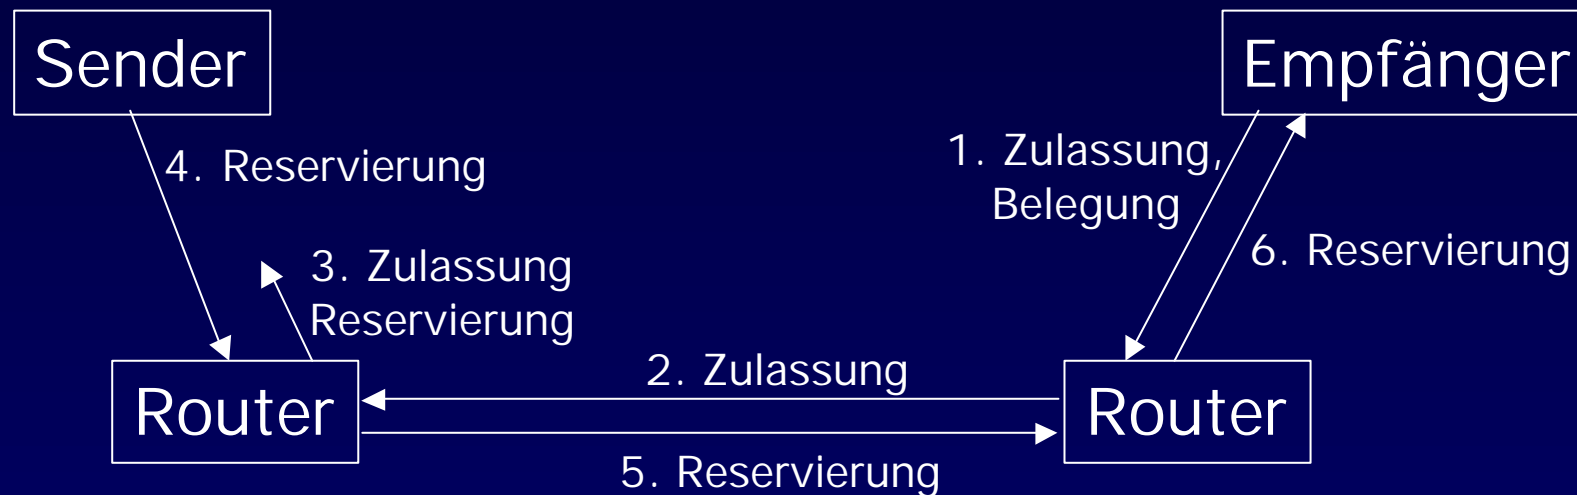 Sender
Empfänger
4. Reservierung
1. Zulassung,
Belegung
6. Reservierung
3. Zulassung
Reservierung
2. Zulassung
Router
Router
5. Reservierung